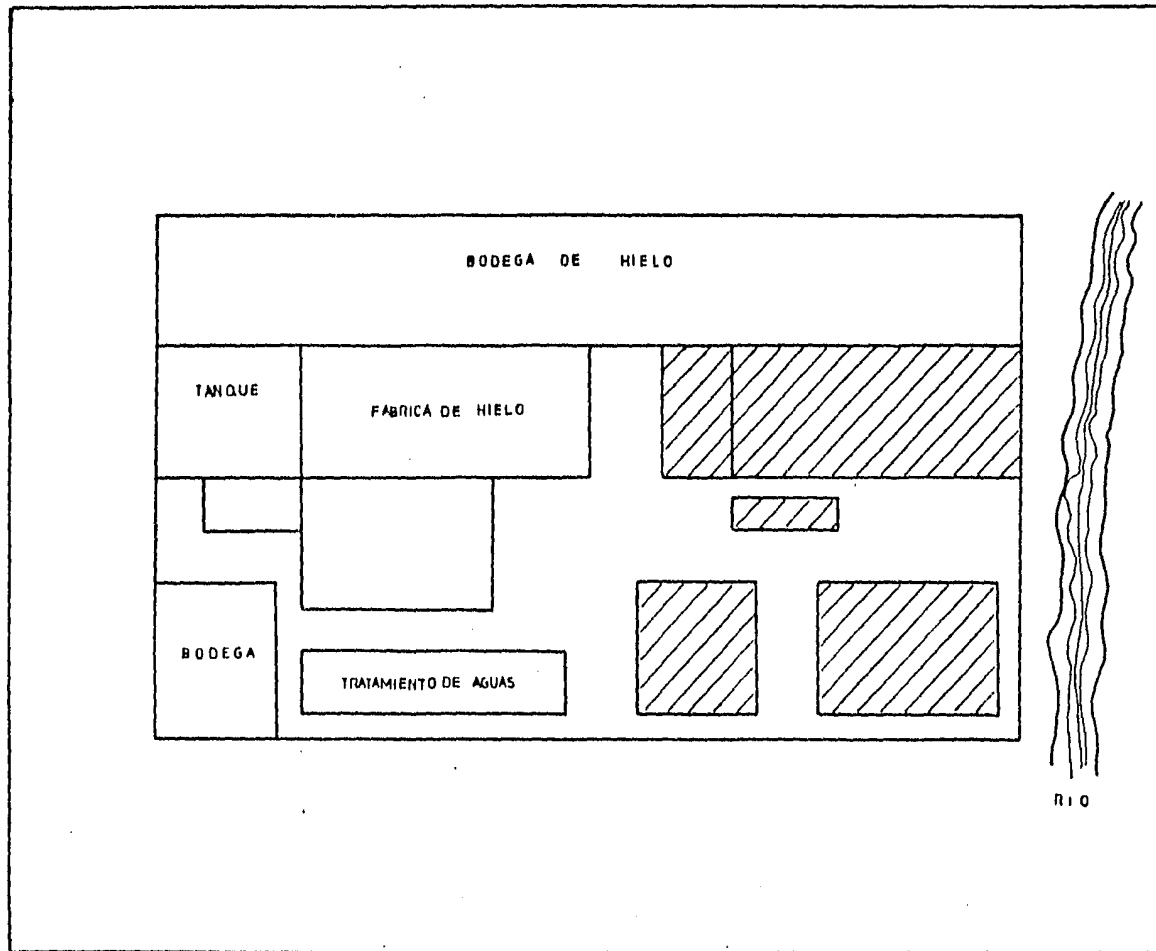 BODEGA DE HIELO
TANQUE
FABRICA DE HIELO
BODEGA
TRATAMIENTO DE AGUAS
RIO